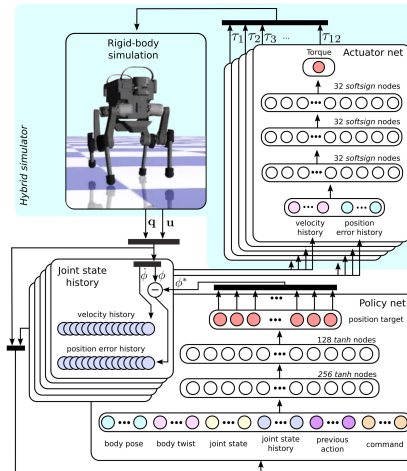 τ₁ τ₂ τ₃ ... τ₁₂
Rigid-body
simulation
Actuator net
Torque
32 softsign nodes
32 softsign nodes
32 softsign nodes
velocity
history
position
error history
Hybrid simulator
q u
Joint state
history
ϕ̇ ϕ ϕ*
−
velocity history
position error history
Policy net
position target
128 tanh nodes
256 tanh nodes
body pose
body twist
joint state
joint state
history
previous
action
command